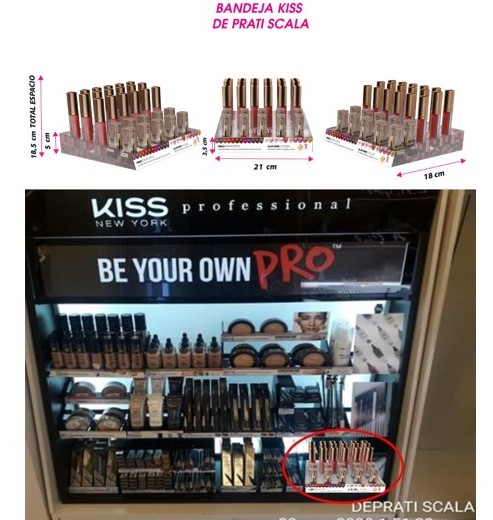 BANDEJA KISS
DE PRATI SCALA
18,5 cm TOTAL ESPACIO
5 cm
3,5 cm
21 cm
18 cm
KISS professional
NEW YORK
BE YOUR OWN PRO™
DEPRATI SCALA